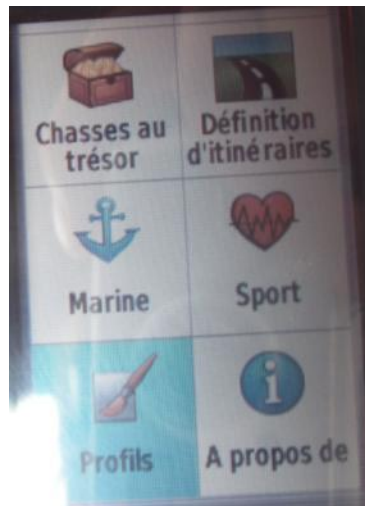 Chasses au
trésor
Définition
d'itinéraires
Marine
Sport
Profils
A propos de